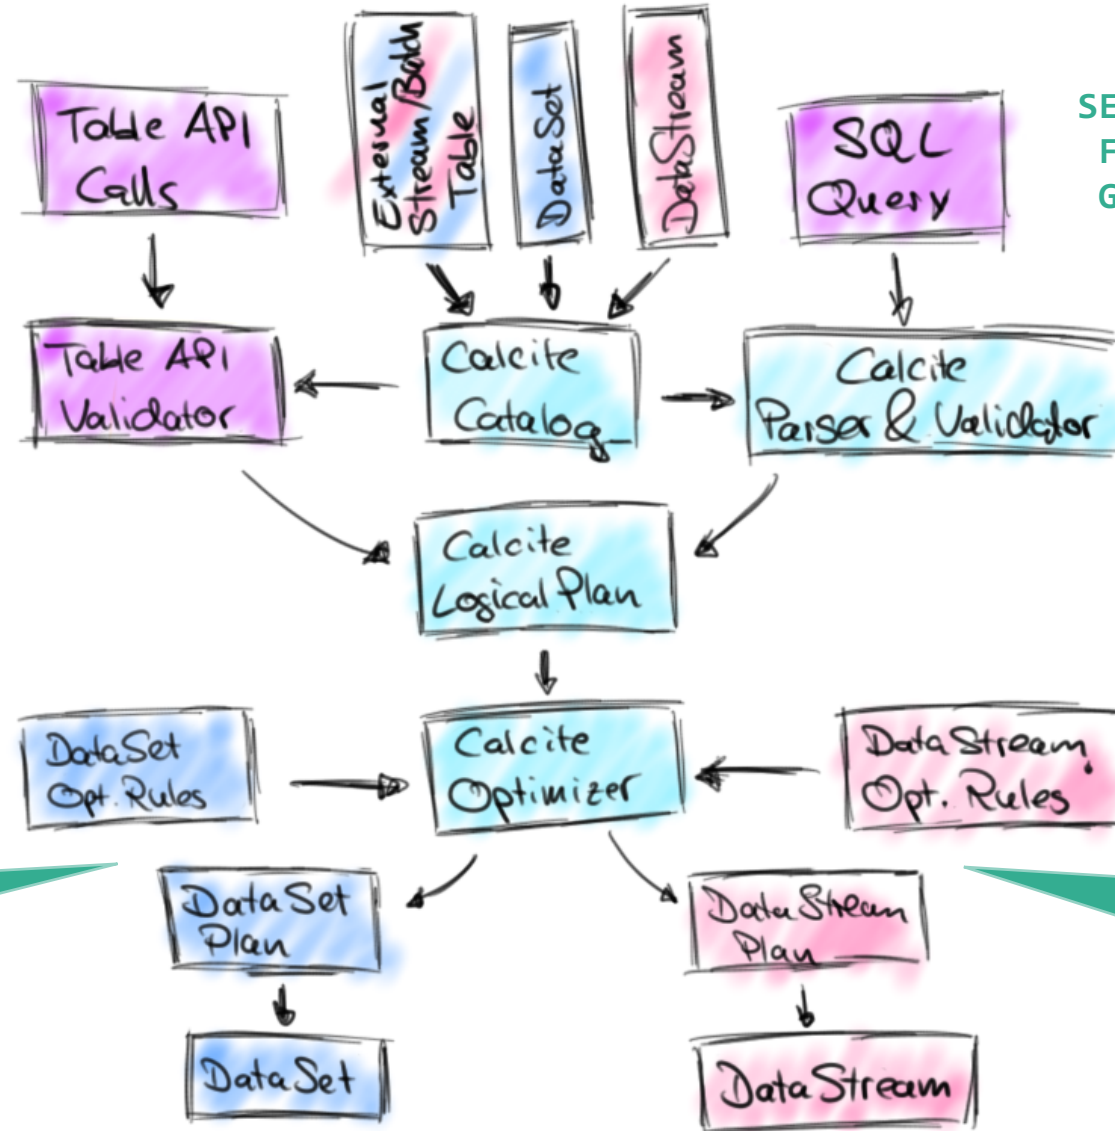 Table API
Calls
External
Stream/Batch
Table
DataSet
DataStream
SQL
Query
SE
F
G
Table API
Validator
Calcite
Catalog
Calcite
Parser & Validator
Calcite
Logical Plan
DataSet
Opt. Rules
Calcite
Optimizer
DataStream
Opt. Rules
DataSet
Plan
DataStream
Plan
DataSet
DataStream